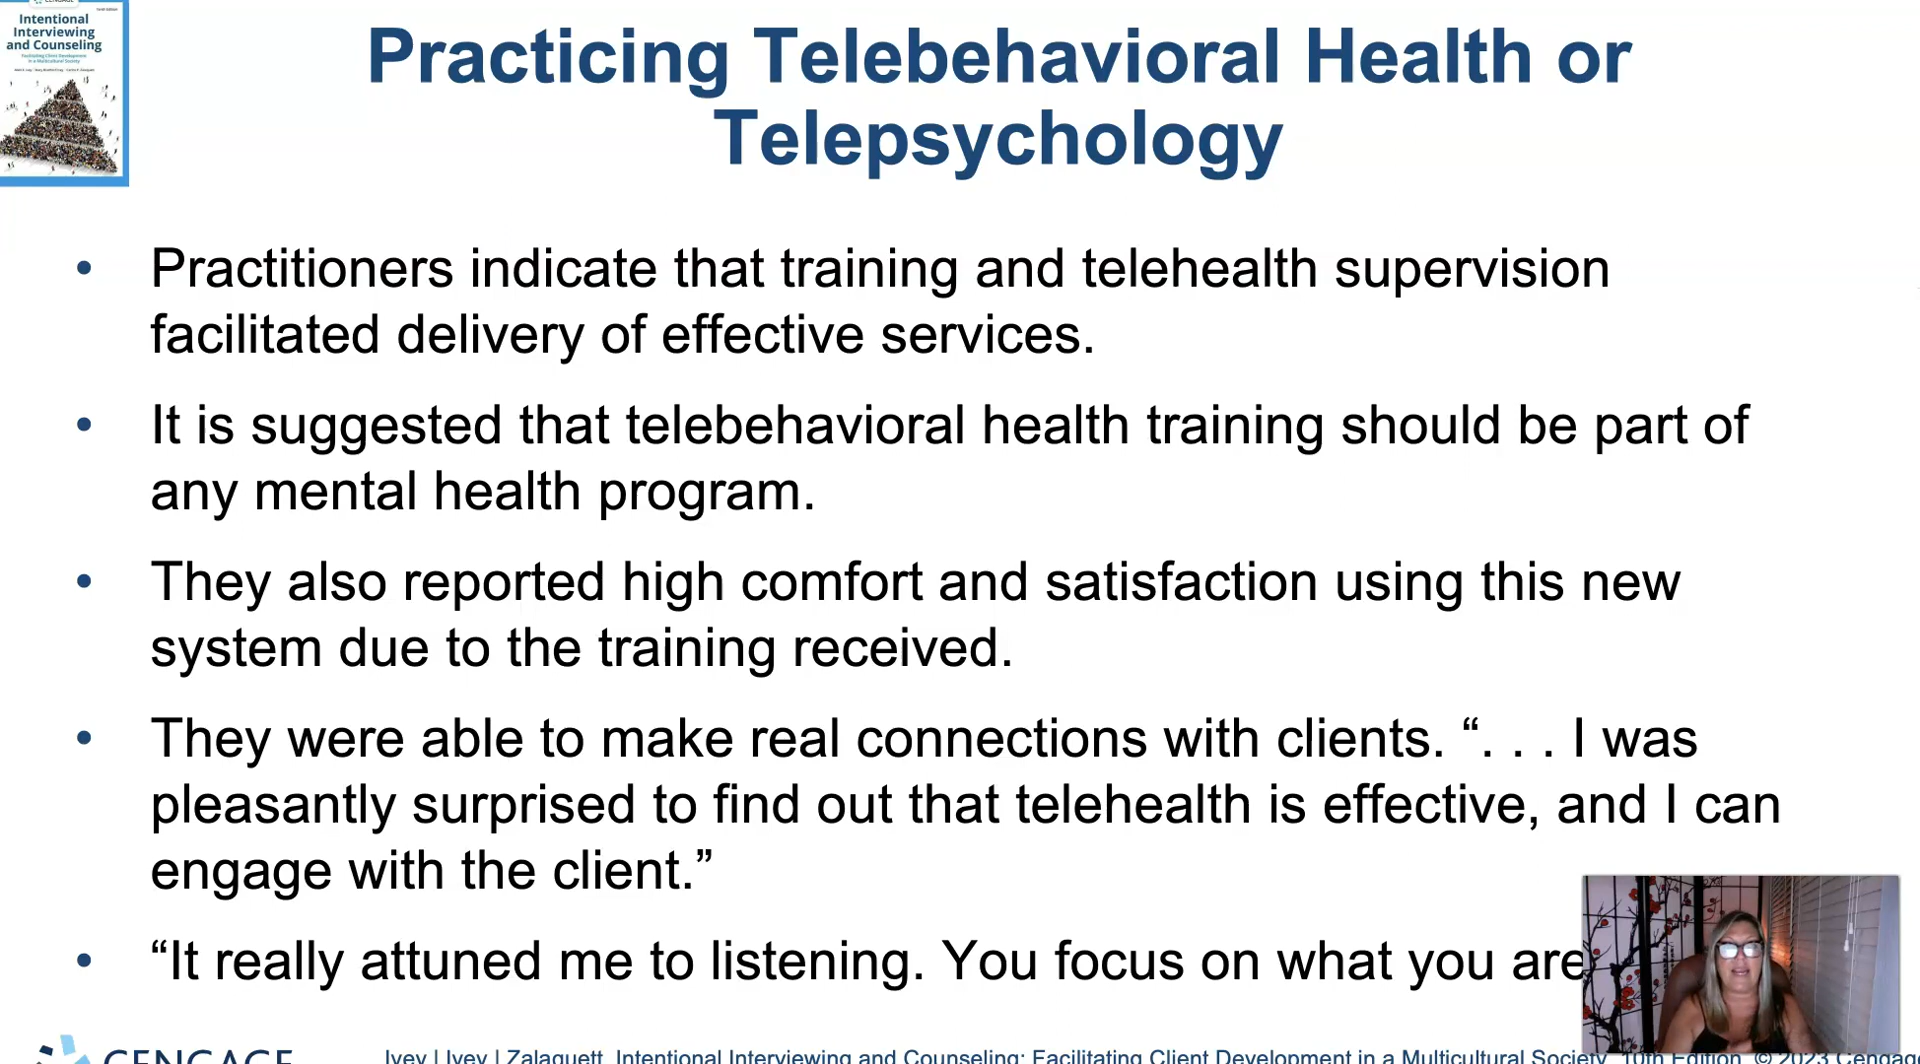 Intentional
Interviewing
and Counseling
Practicing Telebehavioral Health or
Telepsychology
• Practitioners indicate that training and telehealth supervision
facilitated delivery of effective services.
• It is suggested that telebehavioral health training should be part of
any mental health program.
• They also reported high comfort and satisfaction using this new
system due to the training received.
• They were able to make real connections with clients. “. . . I was
pleasantly surprised to find out that telehealth is effective, and I can
engage with the client.”
• “It really attuned me to listening. You focus on what you are
CENGAGE
Ivey | Ivey | Zalaquett, Intentional Interviewing and Counseling: Facilitating Client Development in a Multicultural Society, 10th Edition. © 2023 Cengage